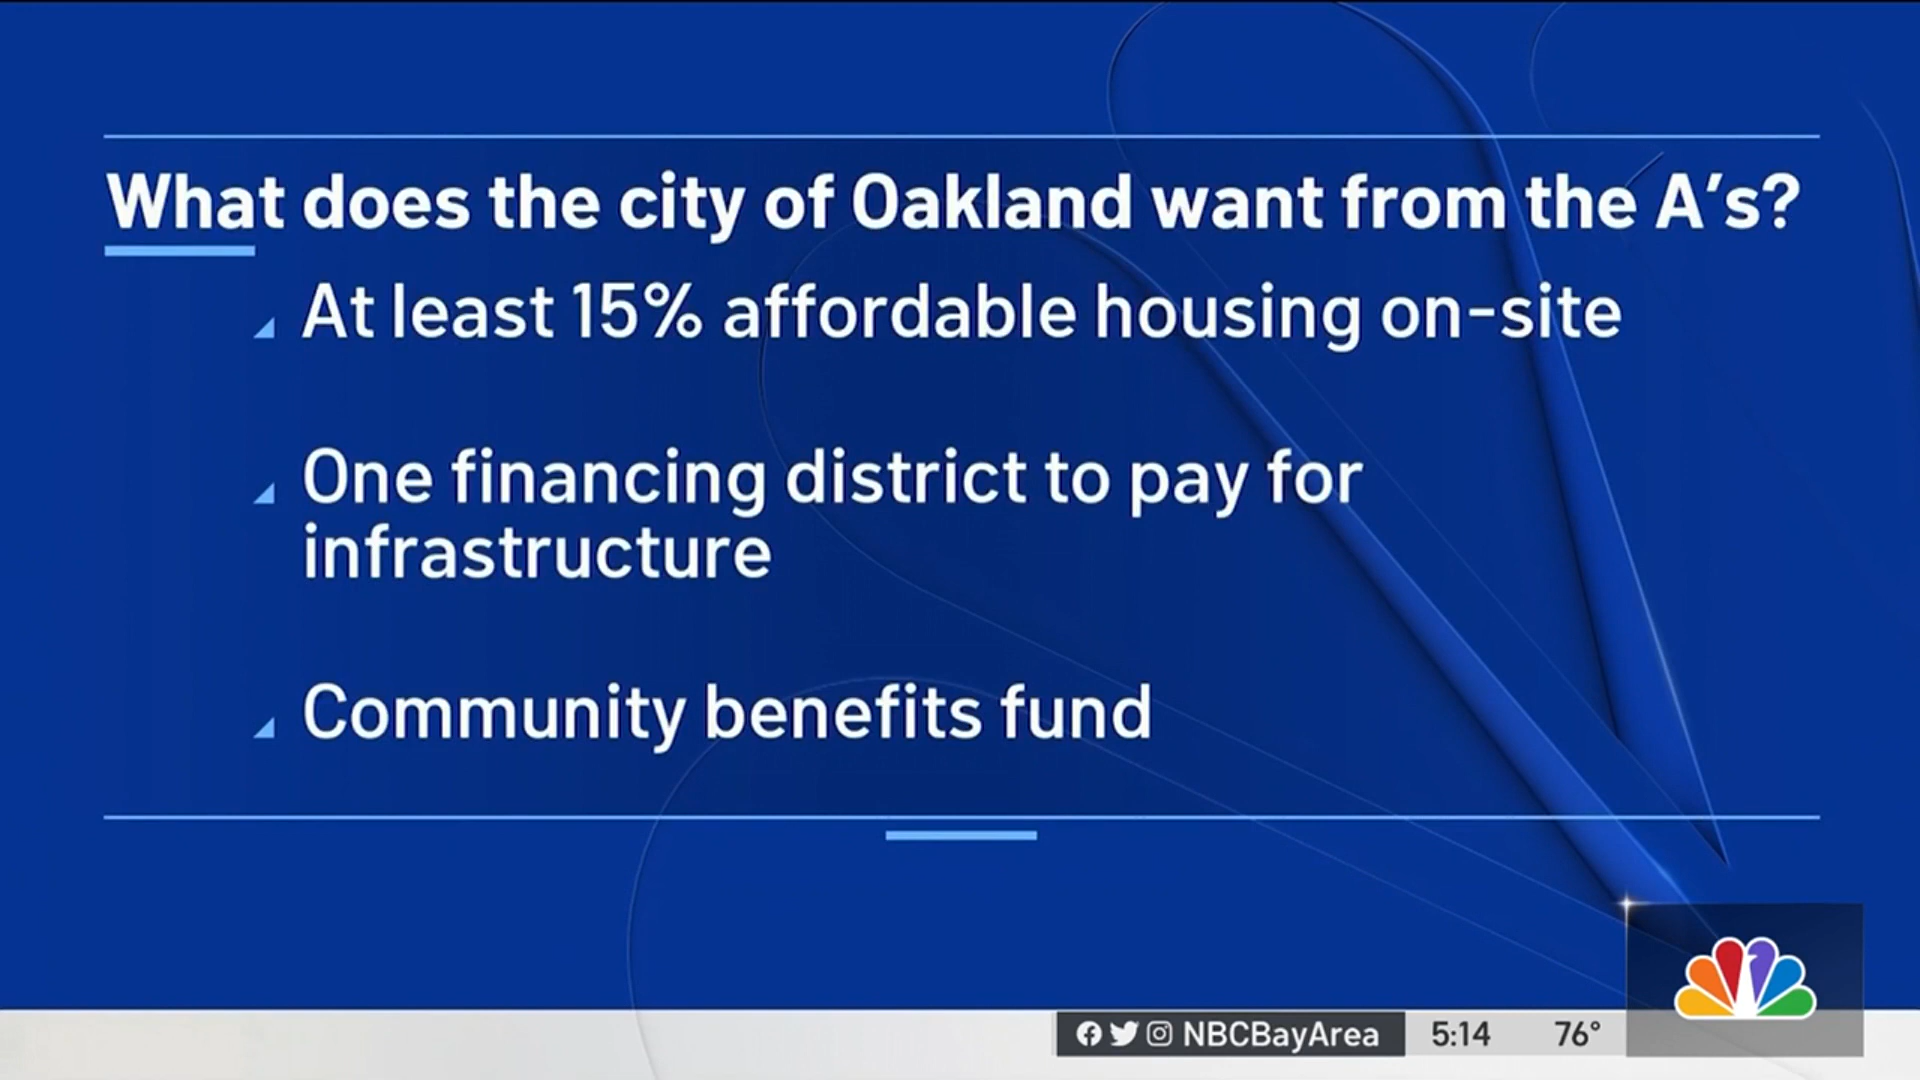 What does the city of Oakland want from the A's?
At least 15% affordable housing on-site
One financing district to pay for
infrastructure
Community benefits fund
NBCBayArea 5:14 76°